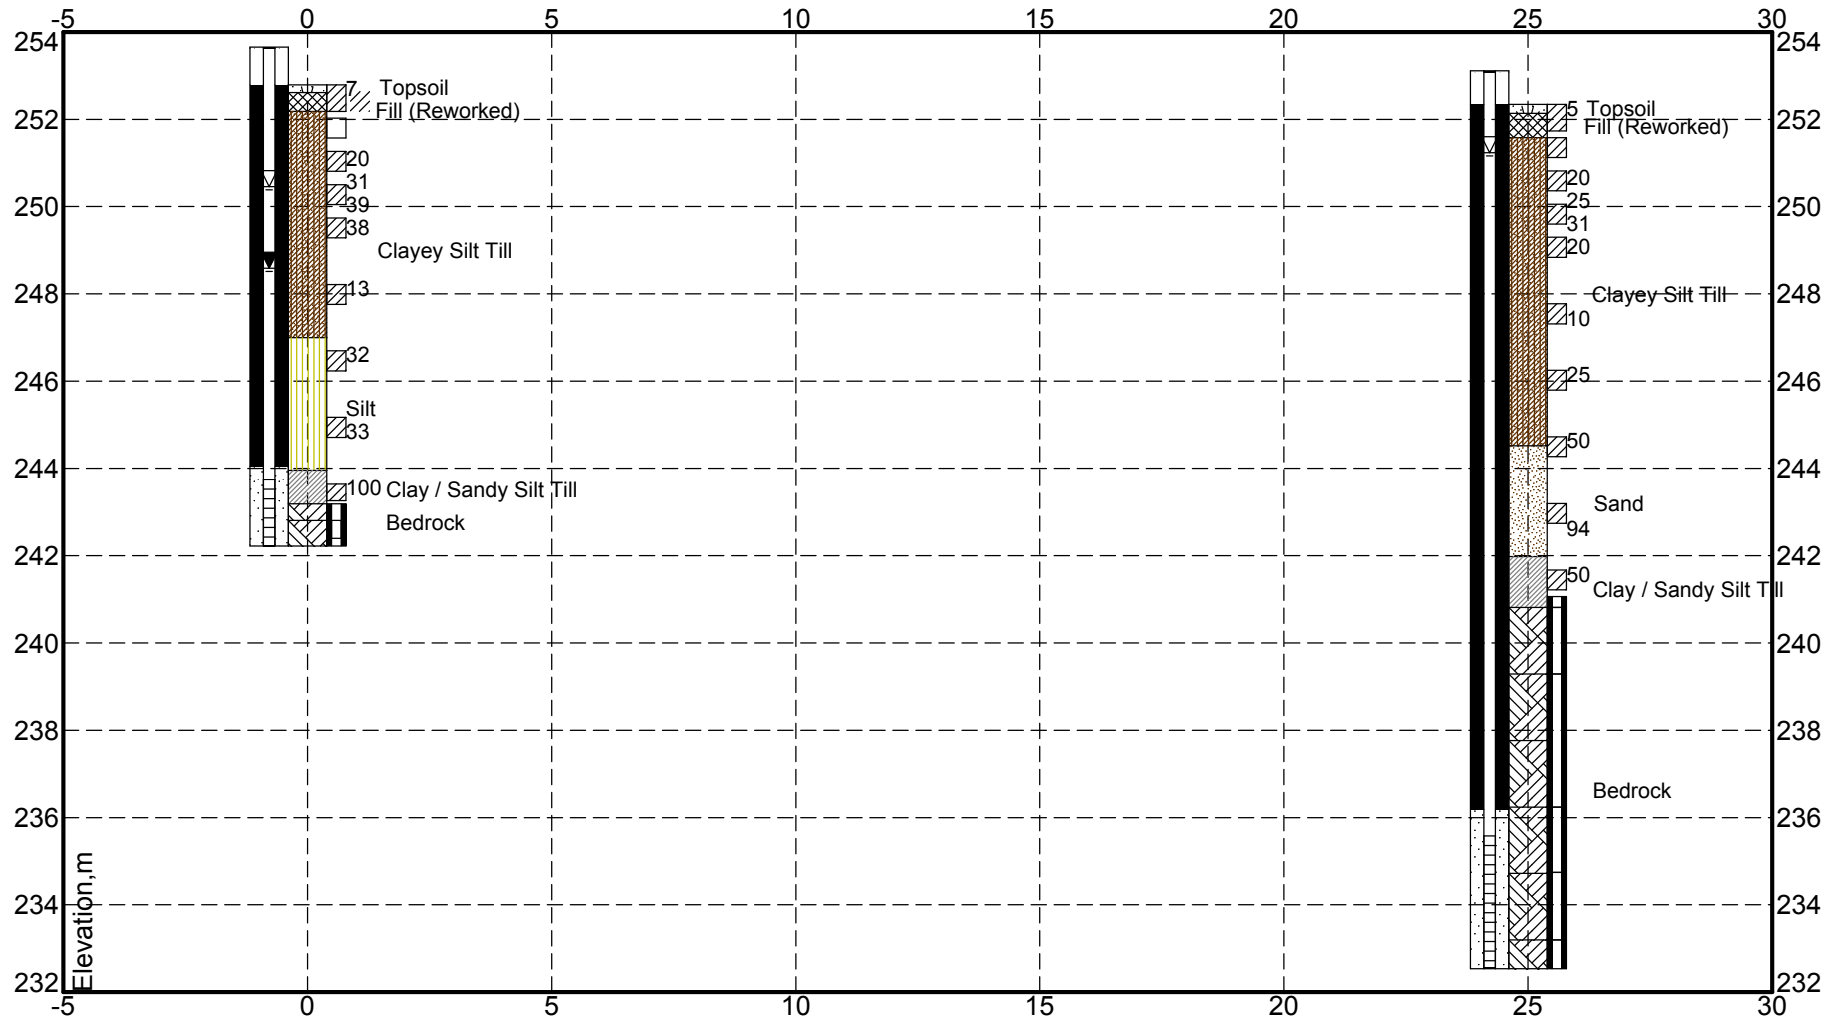 -5 0 5 10 15 20 25 30
254 254
7 Topsoil
Fill (Reworked)
5 Topsoil
252 Fill (Reworked) 252
20
31
20
25
250 39 250
38
31
20
Clayey Silt Till
13
248 Clayey Silt Till 248
10
32
25
246 246
Silt
33
50
244 244
100 Clay / Sandy Silt Till
Sand
Bedrock
94
242 242
50
Clay / Sandy Silt Till
240 240
238 238
Bedrock
236 236
234 234
Elevation,m
232 232
-5 0 5 10 15 20 25 30